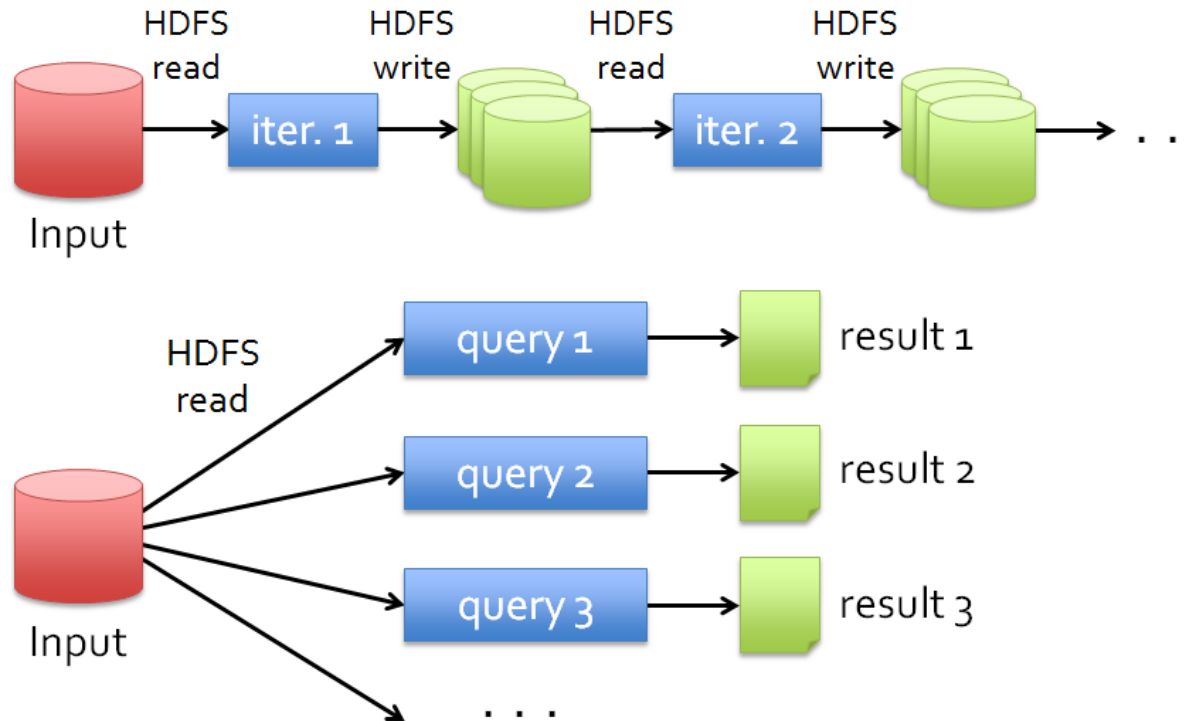 HDFS
read
HDFS
write
HDFS
read
HDFS
write
iter. 1
iter. 2
. .
Input
HDFS
read
query 1
result 1
query 2
result 2
query 3
result 3
Input
. . .